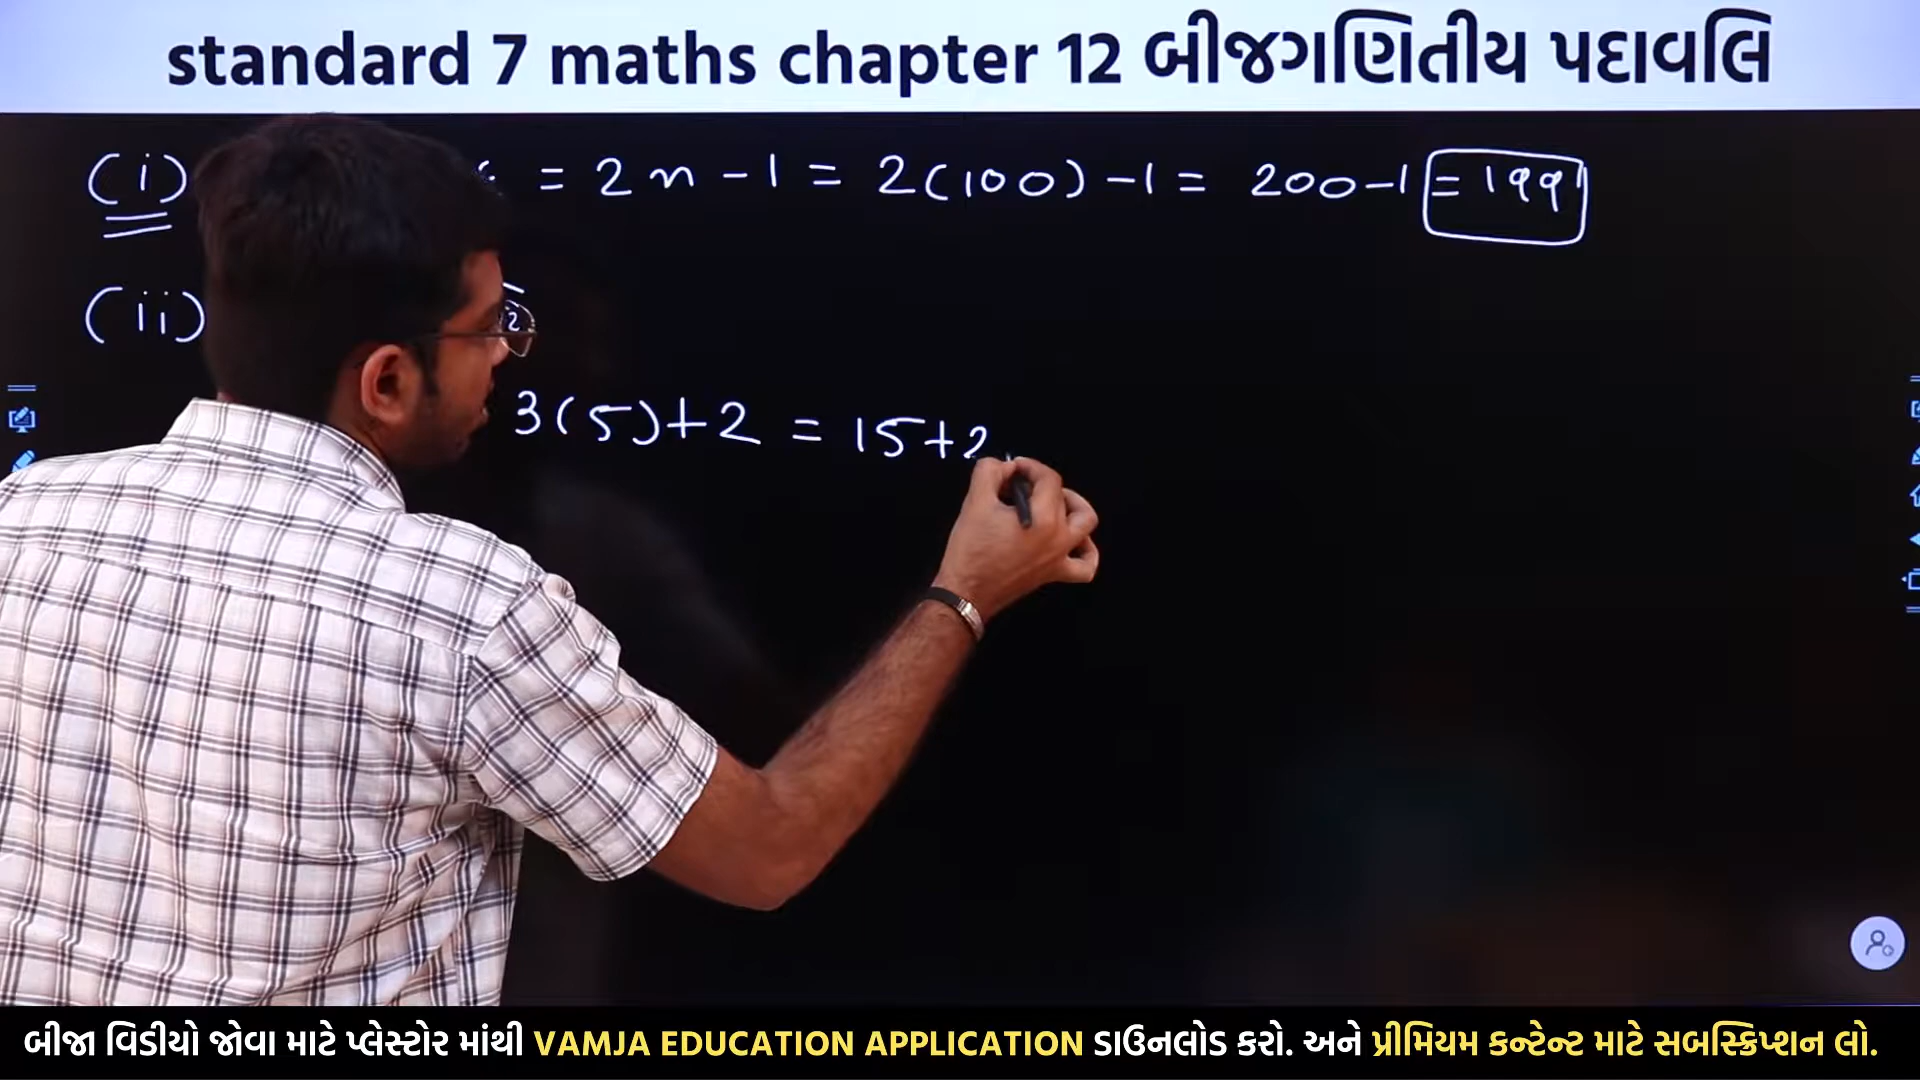 standard 7 maths chapter 12 બીજગણિતીય પદાવલિ
(i) = 2n - 1 = 2(100) - 1 = 200 - 1 = 199
(ii) 2
3(5) + 2 = 15 + 2
બીજા વિડીયો જોવા માટે પ્લેસ્ટોર માંથી VAMJA EDUCATION APPLICATION ડાઉનલોડ કરો. અને પ્રીમિયમ કન્ટેન્ટ માટે સબસ્ક્રિપ્શન લો.